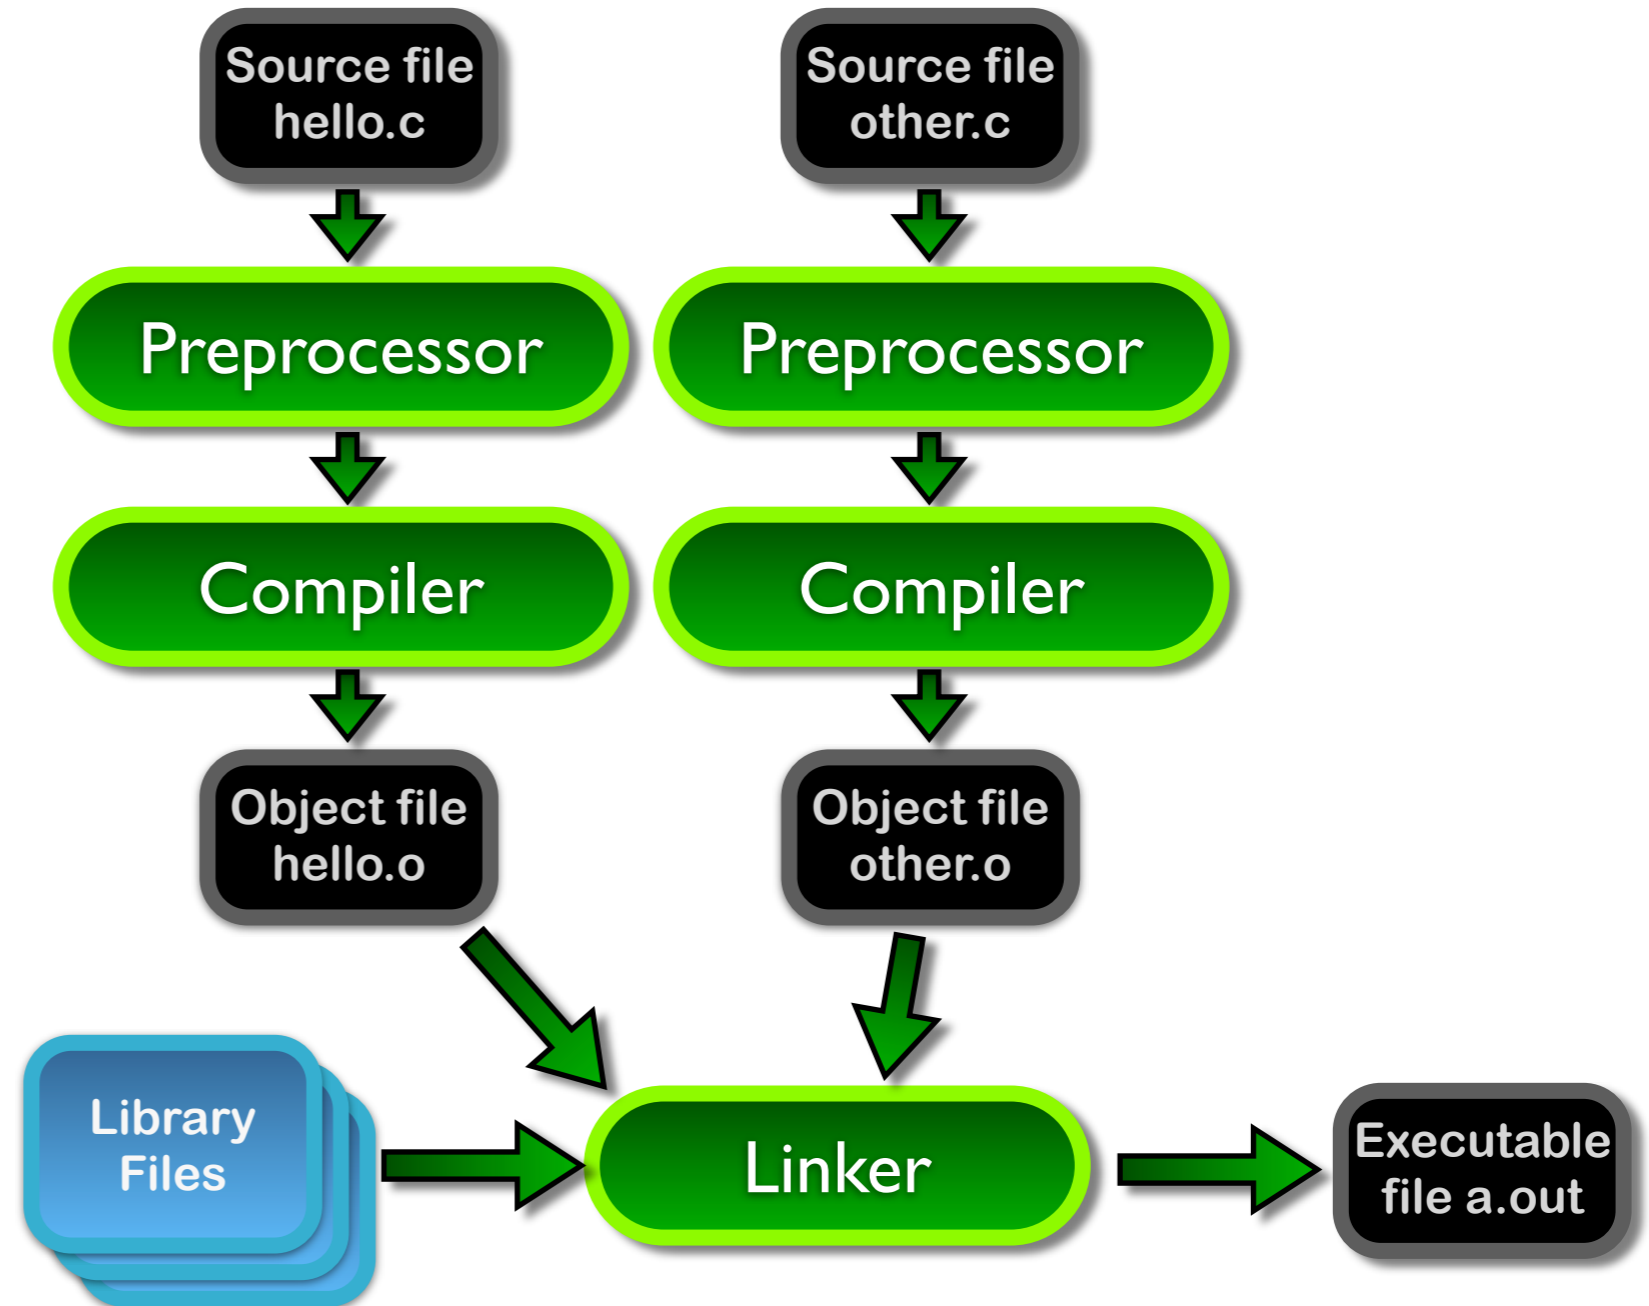 Source file
hello.c
Source file
other.c
Preprocessor
Preprocessor
Compiler
Compiler
Object file
hello.o
Object file
other.o
Library
Files
Linker
Executable
file a.out